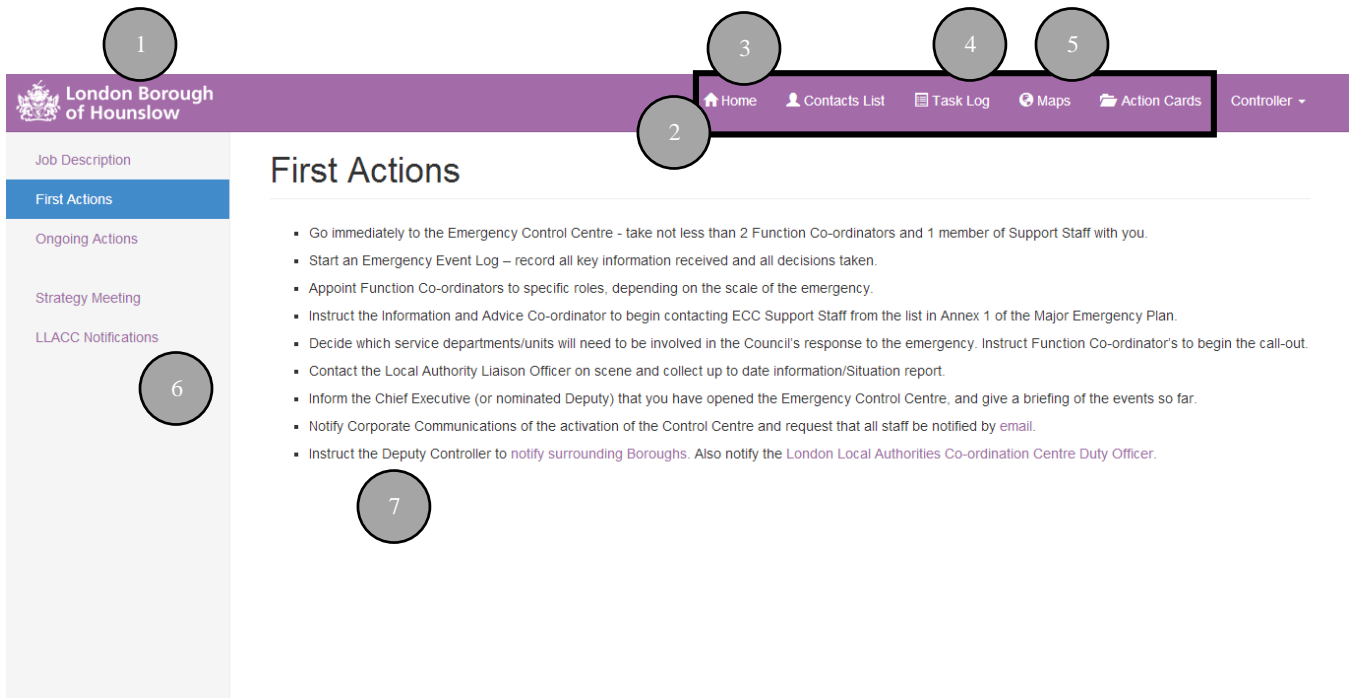 1
3
4
5
London Borough
of Hounslow
Home
Contacts List
Task Log
Maps
Action Cards
Controller
2
Job Description
First Actions
Ongoing Actions
Strategy Meeting
LLACC Notifications
6
First Actions
Go immediately to the Emergency Control Centre - take not less than 2 Function Co-ordinators and 1 member of Support Staff with you.
Start an Emergency Event Log – record all key information received and all decisions taken.
Appoint Function Co-ordinators to specific roles, depending on the scale of the emergency.
Instruct the Information and Advice Co-ordinator to begin contacting ECC Support Staff from the list in Annex 1 of the Major Emergency Plan.
Decide which service departments/units will need to be involved in the Council's response to the emergency. Instruct Function Co-ordinator's to begin the call-out.
Contact the Local Authority Liaison Officer on scene and collect up to date information/Situation report.
Inform the Chief Executive (or nominated Deputy) that you have opened the Emergency Control Centre, and give a briefing of the events so far.
Notify Corporate Communications of the activation of the Control Centre and request that all staff be notified by email.
Instruct the Deputy Controller to notify surrounding Boroughs. Also notify the London Local Authorities Co-ordination Centre Duty Officer.
7